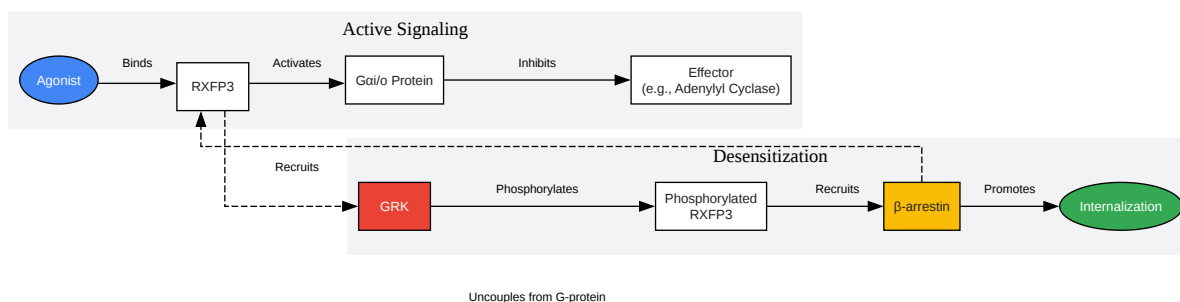 Active Signaling
Agonist
Binds
RXFP3
Activates
Gαi/o Protein
Inhibits
Effector
(e.g., Adenylyl Cyclase)
Recruits
Desensitization
GRK
Phosphorylates
Phosphorylated
RXFP3
Recruits
β-arrestin
Promotes
Internalization
Uncouples from G-protein